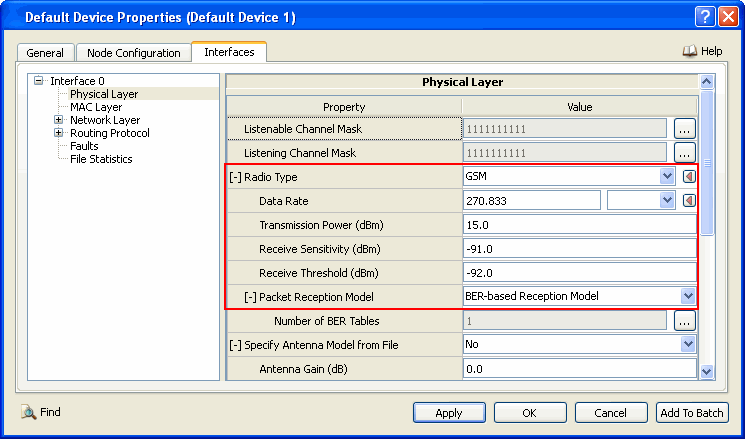 Default Device Properties (Default Device 1)
?
General
Node Configuration
Interfaces
Help
Interface 0
Physical Layer
MAC Layer
Network Layer
Routing Protocol
Faults
File Statistics
Physical Layer
Property Value
Listenable Channel Mask 1111111111 ...
Listening Channel Mask 1111111111 ...
[-] Radio Type GSM
Data Rate 270.833
Transmission Power (dBm) 15.0
Receive Sensitivity (dBm) -91.0
Receive Threshold (dBm) -92.0
[-] Packet Reception Model BER-based Reception Model
Number of BER Tables 1 ...
[-] Specify Antenna Model from File No
Antenna Gain (dB) 0.0
Find
Apply
OK
Cancel
Add To Batch